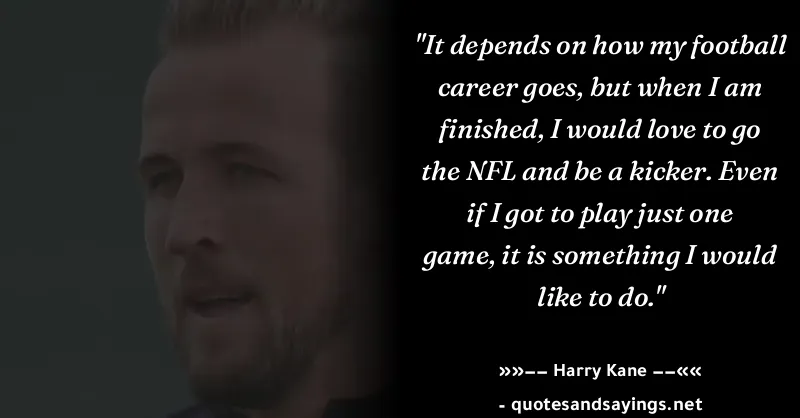 "It depends on how my football
career goes, but when I am
finished, I would love to go
the NFL and be a kicker. Even
if I got to play just one
game, it is something I would
like to do."
»»−− Harry Kane −−««
- quotesandsayings.net